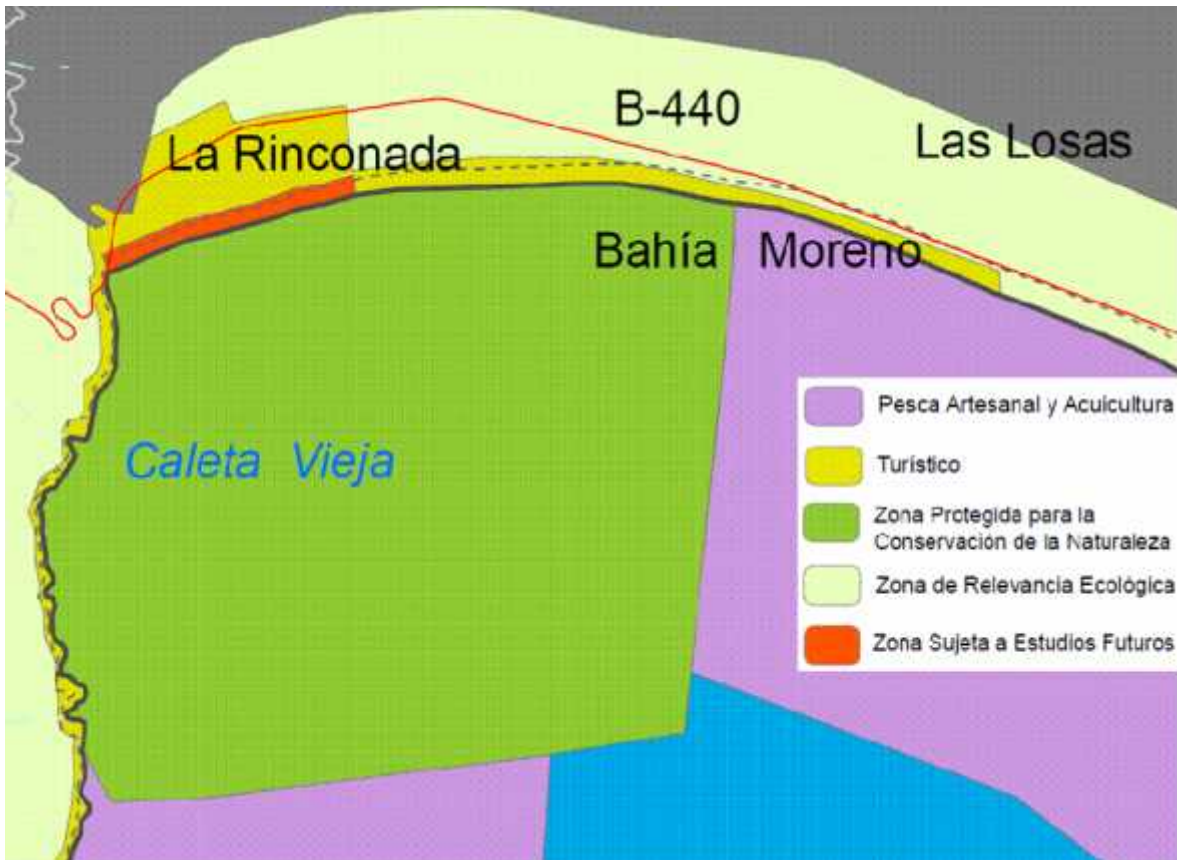 B-440
La Rinconada
Las Losas
Bahía Moreno
Caleta Vieja
Pesca Artesanal y Acuicultura
Turístico
Zona Protegida para la
Conservación de la Naturaleza
Zona de Relevancia Ecológica
Zona Sujeta a Estudios Futuros